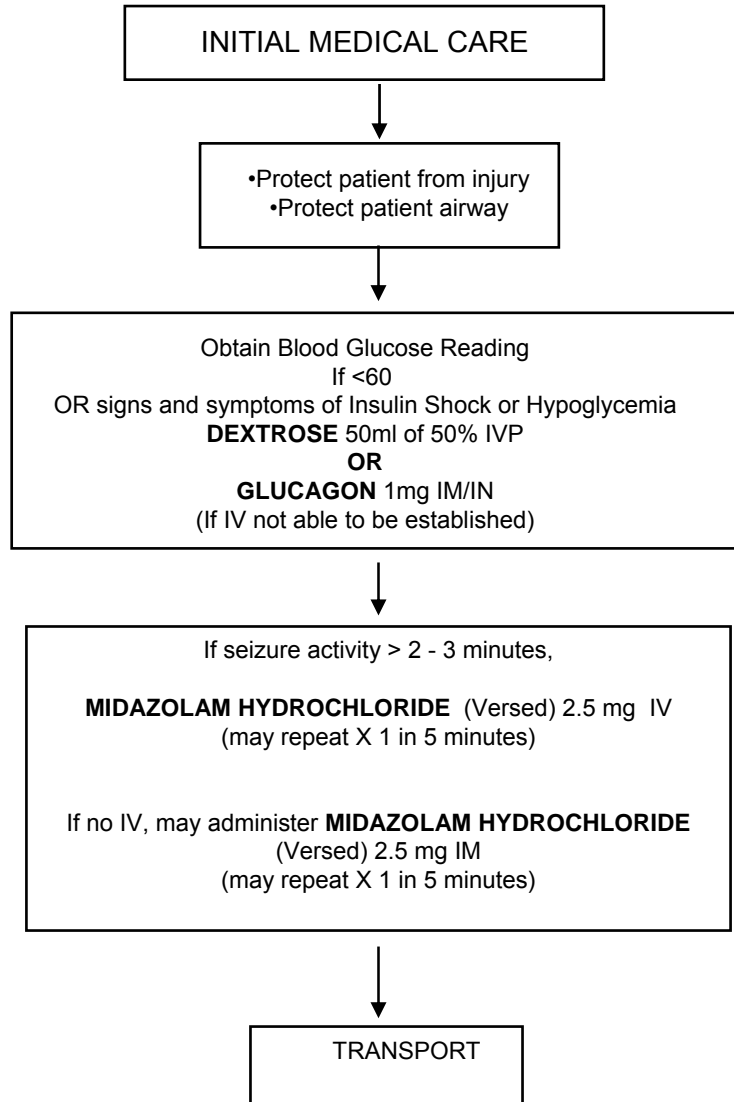 INITIAL MEDICAL CARE
•Protect patient from injury
•Protect patient airway
Obtain Blood Glucose Reading
If <60
OR signs and symptoms of Insulin Shock or Hypoglycemia
DEXTROSE 50ml of 50% IVP
OR
GLUCAGON 1mg IM/IN
(If IV not able to be established)
If seizure activity > 2 - 3 minutes,
MIDAZOLAM HYDROCHLORIDE (Versed) 2.5 mg IV
(may repeat X 1 in 5 minutes)
If no IV, may administer MIDAZOLAM HYDROCHLORIDE
(Versed) 2.5 mg IM
(may repeat X 1 in 5 minutes)
TRANSPORT